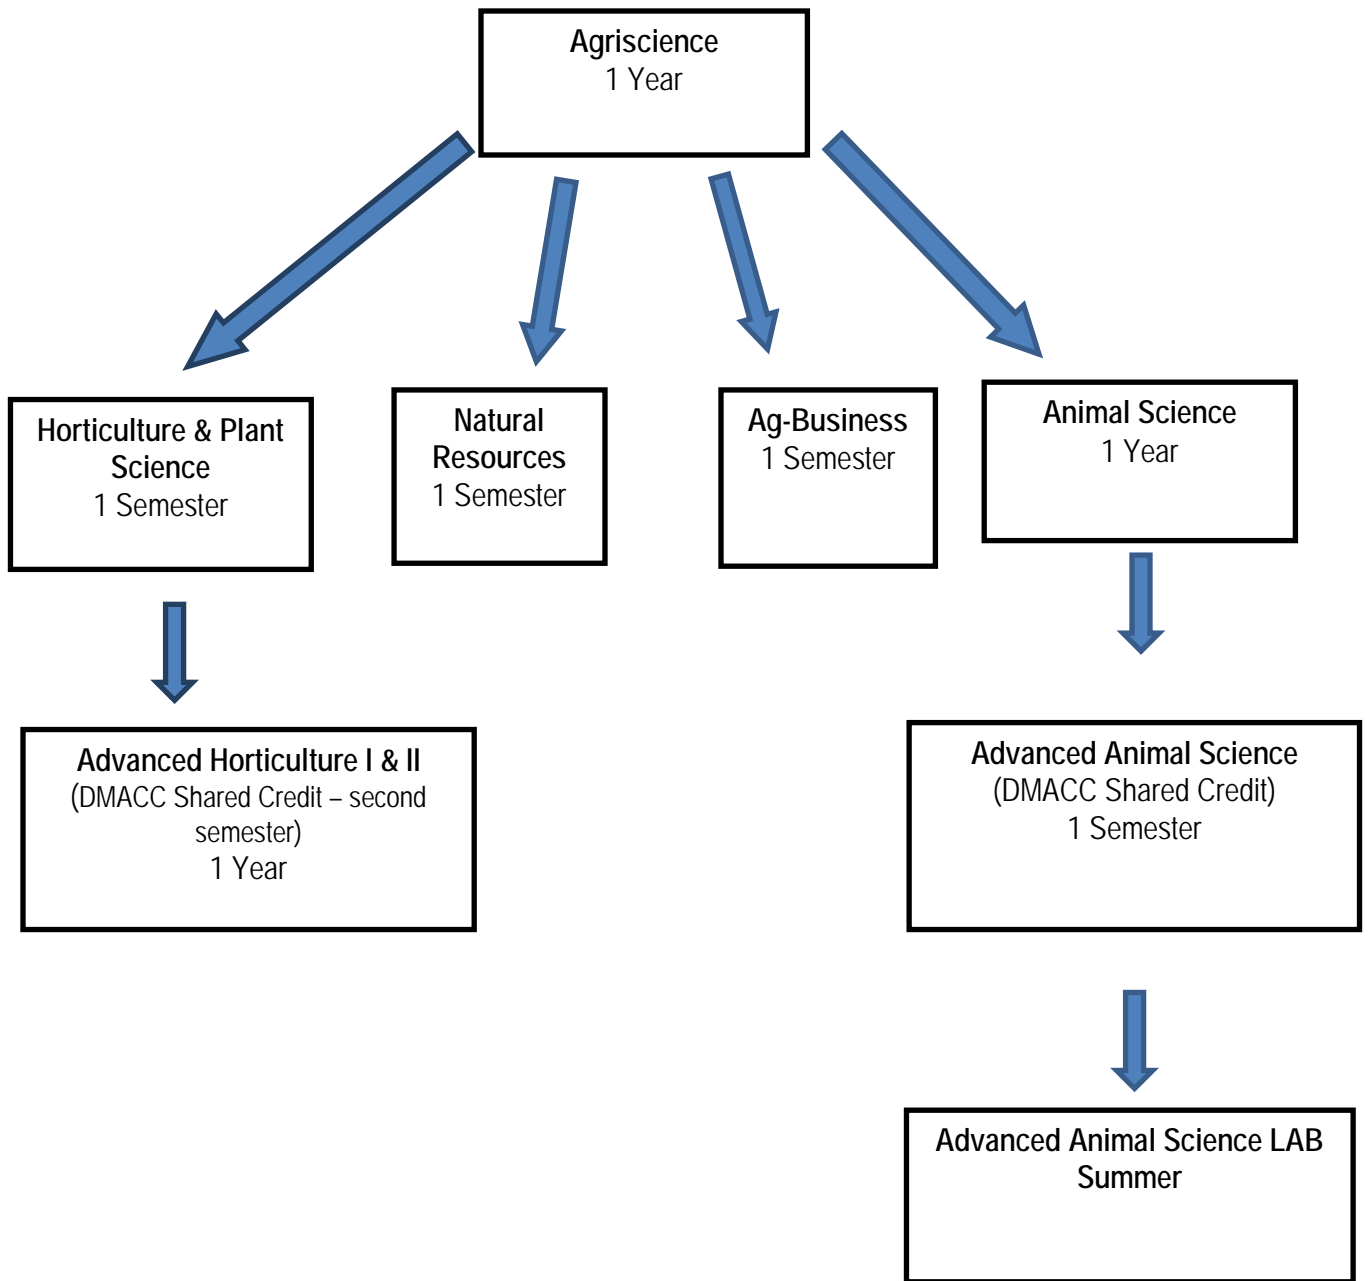 Agriscience
1 Year
Horticulture & Plant
Science
1 Semester
Natural
Resources
1 Semester
Ag-Business
1 Semester
Animal Science
1 Year
Advanced Horticulture I & II
(DMACC Shared Credit – second
semester)
1 Year
Advanced Animal Science
(DMACC Shared Credit)
1 Semester
Advanced Animal Science LAB
Summer